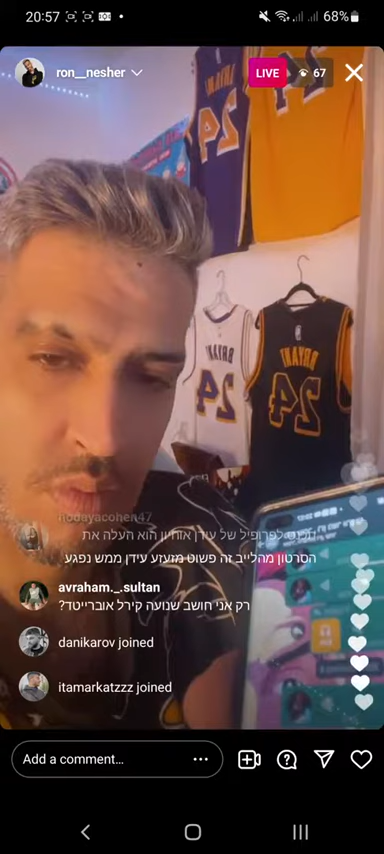 20:57
68%
ron__nesher
LIVE
67
24
24
BRYANT
24
BRYANT
24
hodayacohen47
תכנס לפרופיל של עידן אוחיון הוא העלה את
הסרטון מהלייב זה פשוט מזעזע עידן ממש נפגע
avraham._.sultan
רק אני חושב שנועה קירל אוברייטד?
danikarov joined
itamarkatzzz joined
Add a comment…